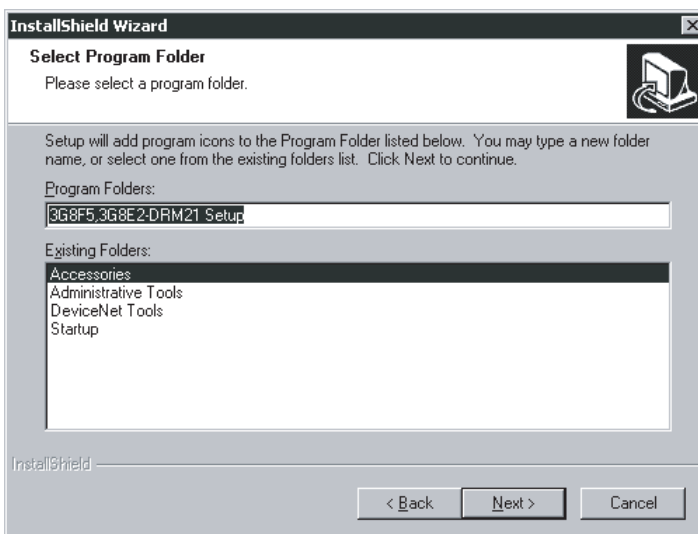 InstallShield Wizard
Select Program Folder
Please select a program folder.
Setup will add program icons to the Program Folder listed below. You may type a new folder
name, or select one from the existing folders list. Click Next to continue.
Program Folders:
3G8F5,3G8E2-DRM21 Setup
Existing Folders:
Accessories
Administrative Tools
DeviceNet Tools
Startup
InstallShield
< Back Next > Cancel